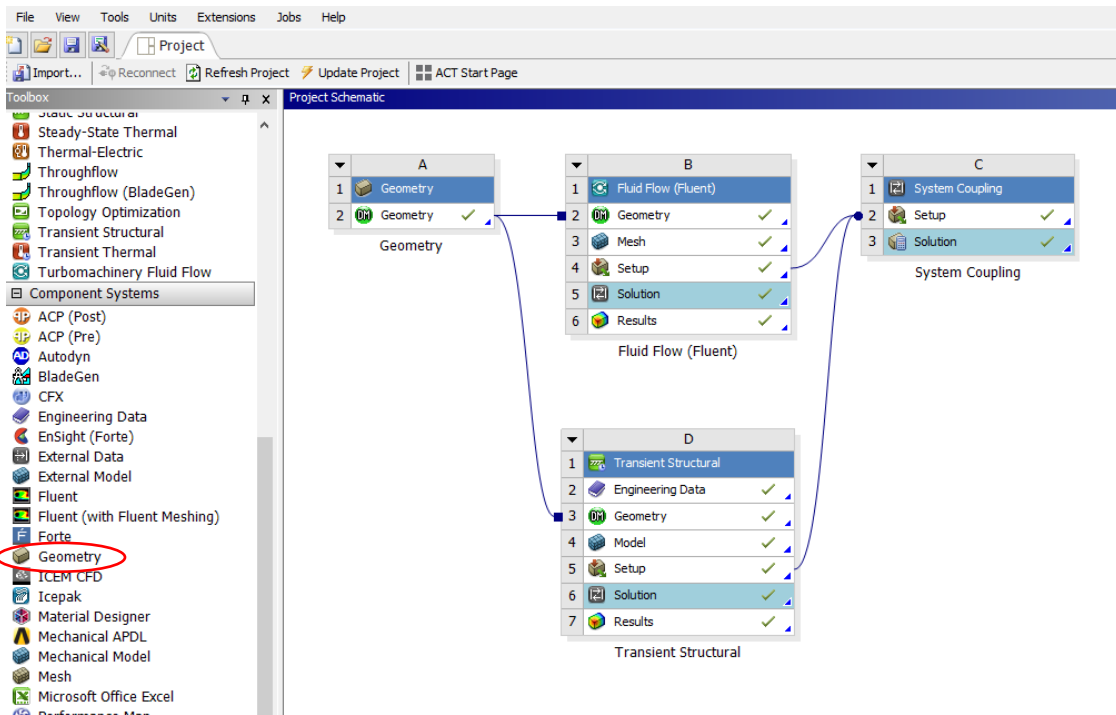 File View Tools Units Extensions Jobs Help
Project
Import... Reconnect Refresh Project Update Project ACT Start Page
Toolbox
Project Schematic
Static Structural
Steady-State Thermal
Thermal-Electric
Throughflow
Throughflow (BladeGen)
Topology Optimization
Transient Structural
Transient Thermal
Turbomachinery Fluid Flow
Component Systems
ACP (Post)
ACP (Pre)
Autodyn
BladeGen
CFX
Engineering Data
EnSight (Forte)
External Data
External Model
Fluent
Fluent (with Fluent Meshing)
Forte
Geometry
ICEM CFD
Icepak
Material Designer
Mechanical APDL
Mechanical Model
Mesh
Microsoft Office Excel
Performance Map
A
1 Geometry
2 Geometry
Geometry
B
1 Fluid Flow (Fluent)
2 Geometry
3 Mesh
4 Setup
5 Solution
6 Results
Fluid Flow (Fluent)
C
1 System Coupling
2 Setup
3 Solution
System Coupling
D
1 Transient Structural
2 Engineering Data
3 Geometry
4 Model
5 Setup
6 Solution
7 Results
Transient Structural